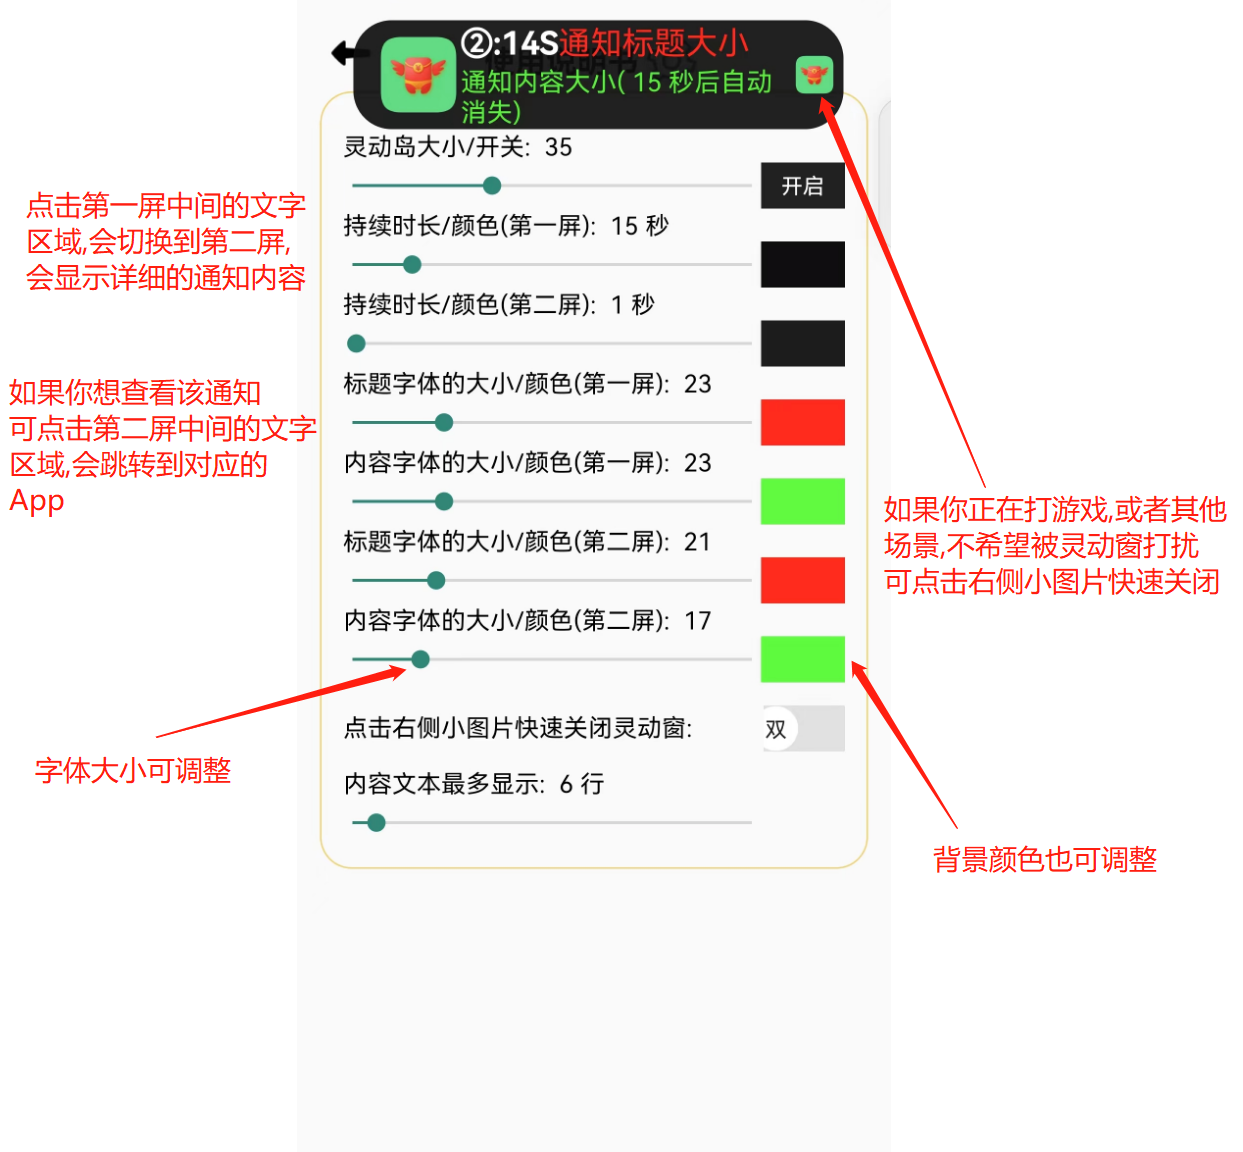 ②:14S通知标题大小
通知内容大小( 15 秒后自动
消失)
灵动岛大小/开关: 35
开启
持续时长/颜色(第一屏): 15 秒
持续时长/颜色(第二屏): 1 秒
标题字体的大小/颜色(第一屏): 23
内容字体的大小/颜色(第一屏): 23
标题字体的大小/颜色(第二屏): 21
内容字体的大小/颜色(第二屏): 17
点击右侧小图片快速关闭灵动窗:
双
内容文本最多显示: 6 行
点击第一屏中间的文字
区域,会切换到第二屏,
会显示详细的通知内容
如果你想查看该通知
可点击第二屏中间的文字
区域,会跳转到对应的
App
字体大小可调整
如果你正在打游戏,或者其他
场景,不希望被灵动窗打扰
可点击右侧小图片快速关闭
背景颜色也可调整